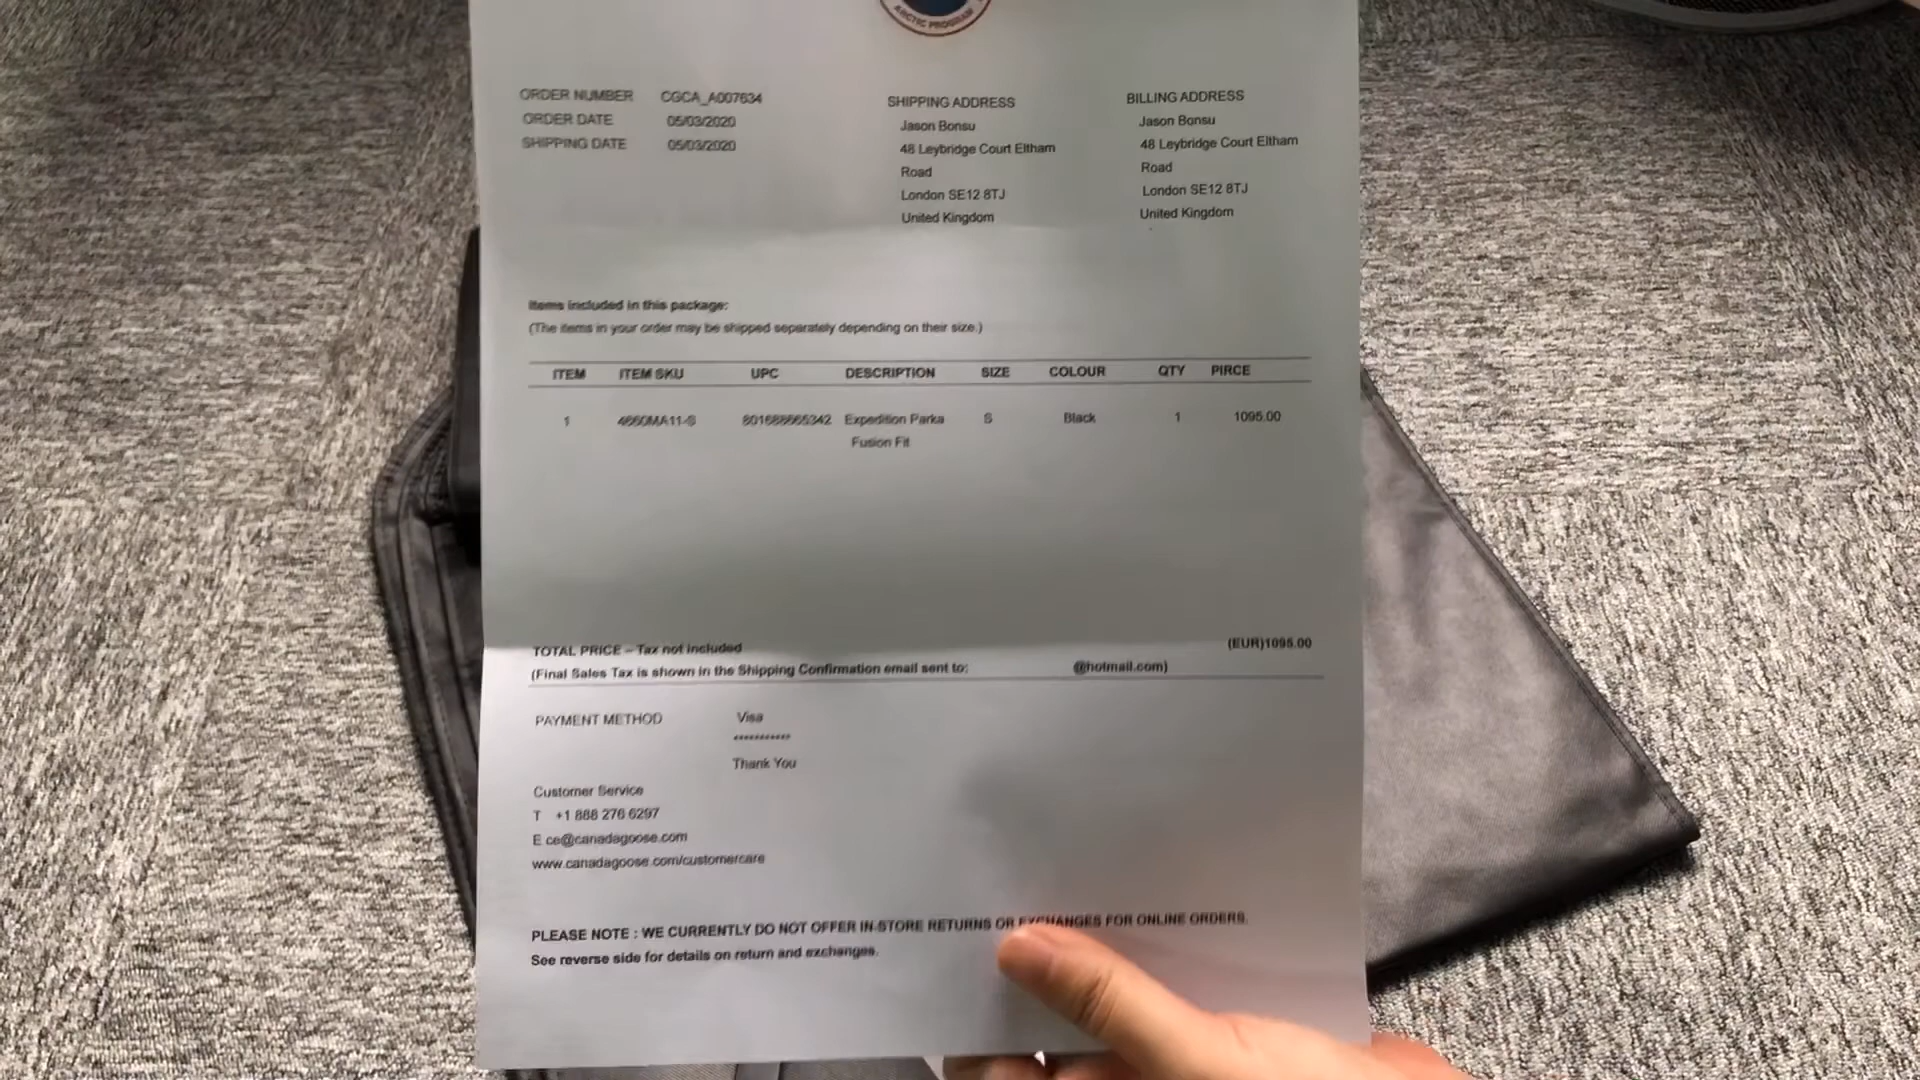 ARCTIC PROGRAM
ORDER NUMBER CGCA_A007634
ORDER DATE 05/03/2020
SHIPPING DATE 05/03/2020
SHIPPING ADDRESS
Jason Bonsu
48 Leybridge Court Eltham
Road
London SE12 8TJ
United Kingdom
BILLING ADDRESS
Jason Bonsu
48 Leybridge Court Eltham
Road
London SE12 8TJ
United Kingdom
Items included in this package:
(The items in your order may be shipped separately depending on their size.)
ITEM ITEM SKU UPC DESCRIPTION SIZE COLOUR QTY PIRCE
1 4660MA11-S 801688665342 Expedition Parka S Black 1 1095.00
Fusion Fit
TOTAL PRICE – Tax not included (EUR)1095.00
(Final Sales Tax is shown in the Shipping Confirmation email sent to: @hotmail.com)
PAYMENT METHOD Visa
***********
Thank You
Customer Service
T +1 888 276 6297
E ce@canadagoose.com
www.canadagoose.com/customercare
PLEASE NOTE : WE CURRENTLY DO NOT OFFER IN-STORE RETURNS OR EXCHANGES FOR ONLINE ORDERS.
See reverse side for details on return and exchanges.